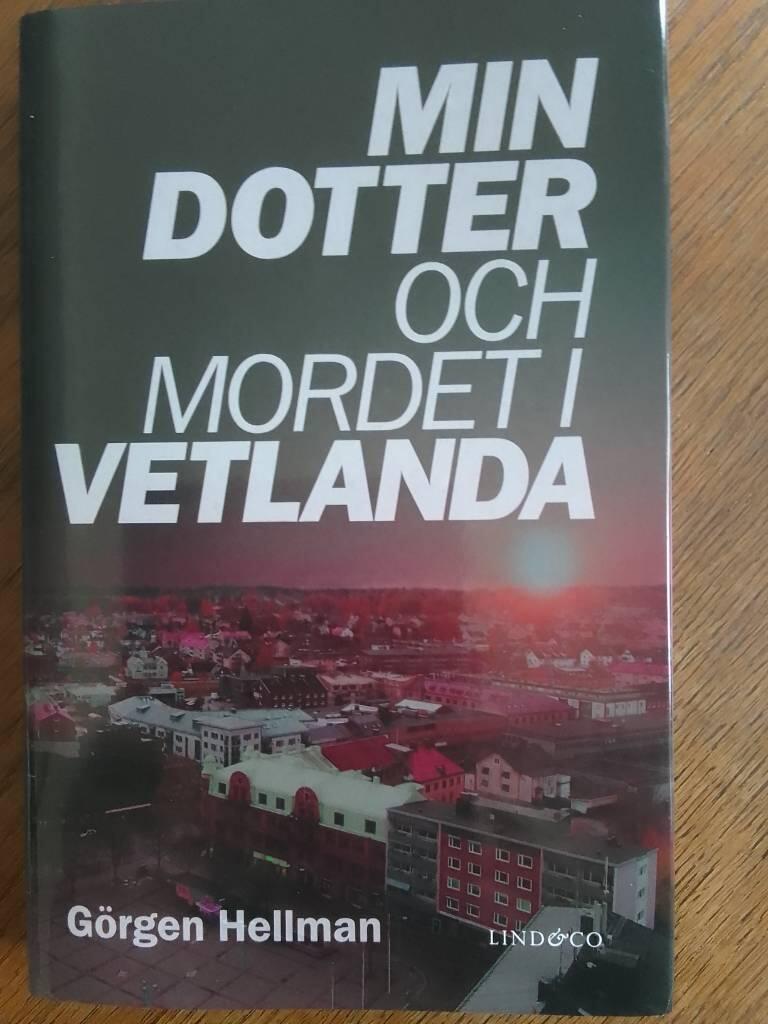 MIN
DOTTER
OCH
MORDET I
VETLANDA
Görgen Hellman
LIND&CO